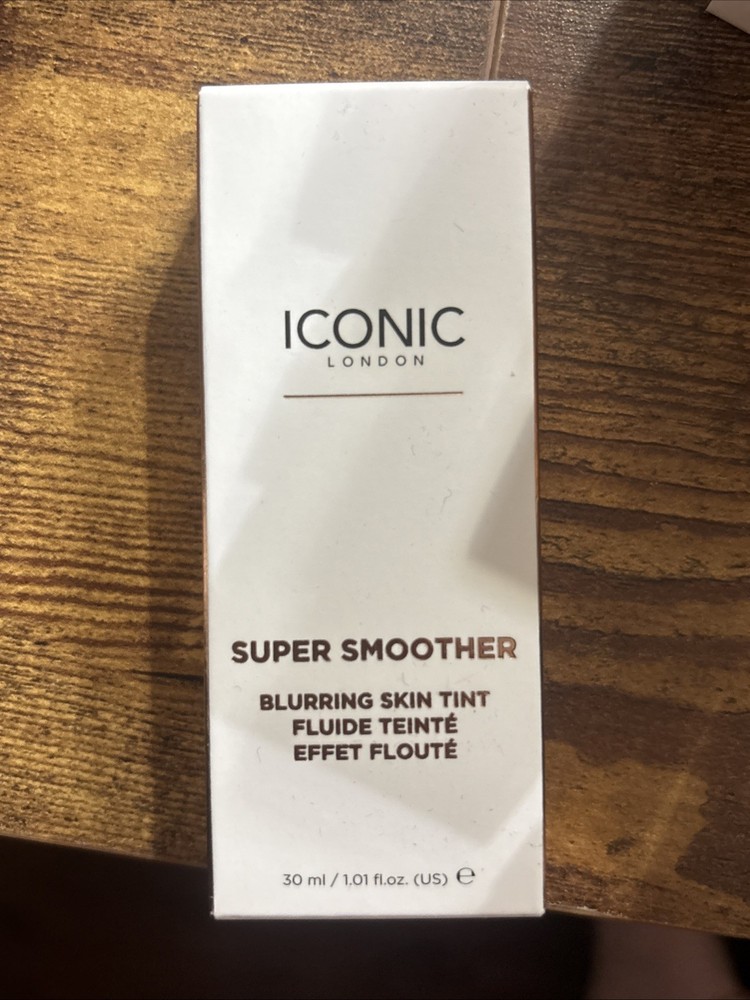 ICONIC
LONDON
SUPER SMOOTHER
BLURRING SKIN TINT
FLUIDE TEINTÉ
EFFET FLOUTÉ
30 ml / 1.01 fl.oz. (US) ℮